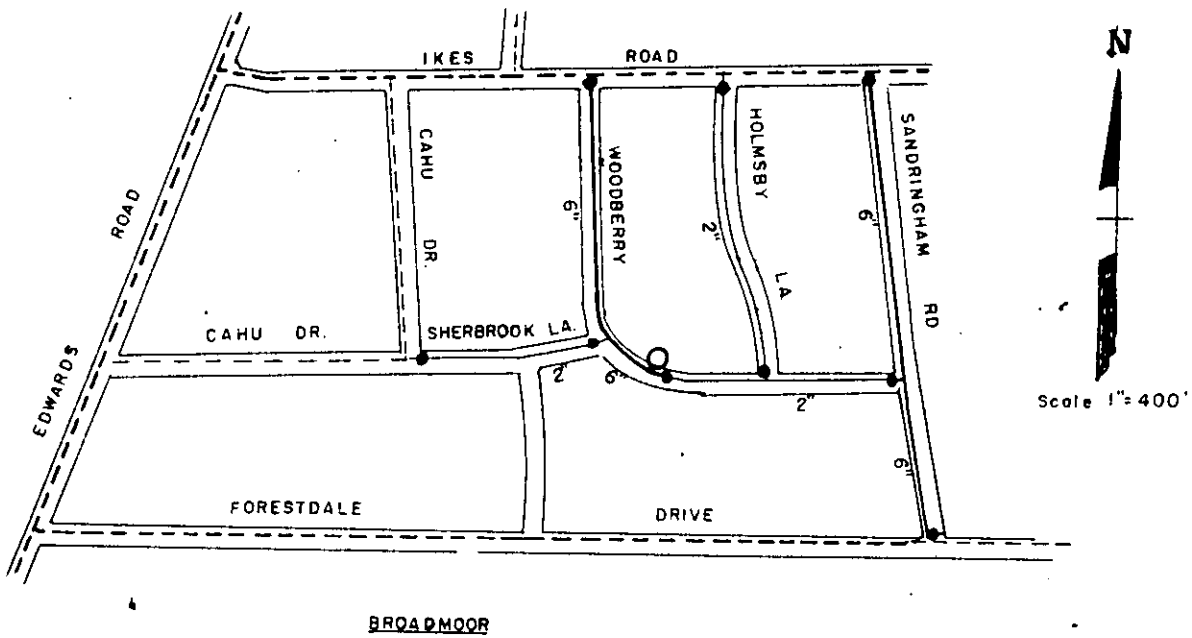 N
IKES ROAD
CAHU DR.
6"
WOODBERRY
2"
HOLMSBY LA
6"
SANDRINGHAM RD
EDWARDS ROAD
CAHU DR.
SHERBROOK LA.
2"
6"
2"
6"
Scale 1"=400'
FORESTDALE DRIVE
BROADMOOR